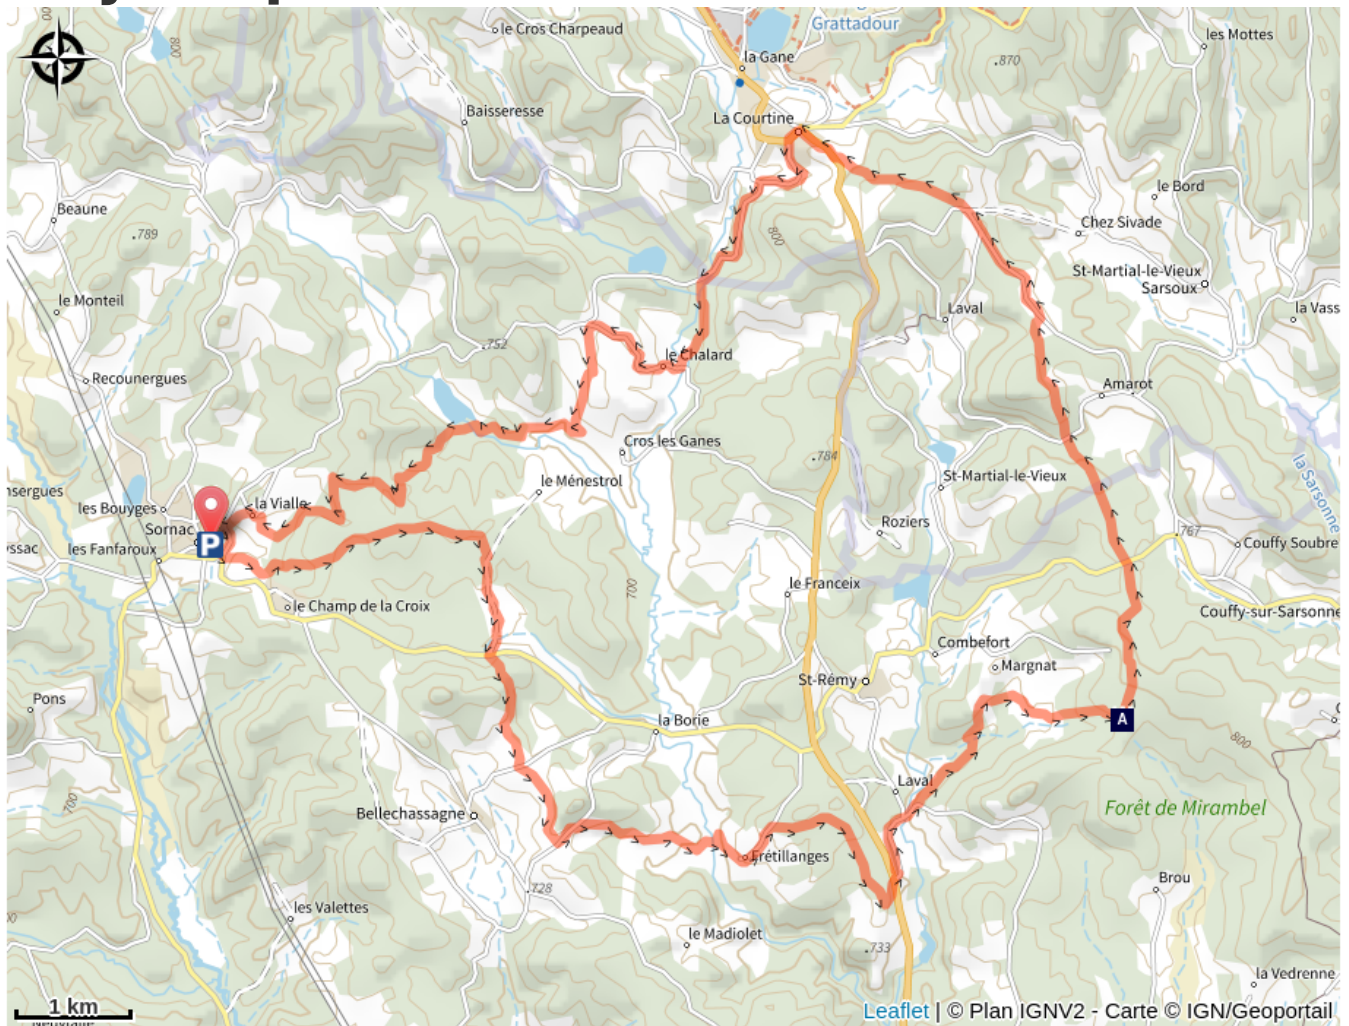 le Cros Charpeaud
Grattadour
les Mottes
la Gane
.870
800
Baisseresse
La Courtine
le Bord
Beaune
Chez Sivade
.789
800
St-Martial-le-Vieux
Sarsoux
le Monteil
Laval
la Vass
.752
le Chalard
Recounergues
Amarot
Cros les Ganes
.784
St-Martial-le-Vieux
la Sarsonne
le Ménestrol
nsergues
les Bouyges
la Vialle
Sornac
Roziers
.767
Couffy Soubre
P
yssac
les Fanfaroux
le Franceix
700
le Champ de la Croix
Couffy-sur-Sarsonne
Combefort
Margnat
St-Rémy
Pons
la Borie
A
800
Laval
700
Bellechassagne
Forêt de Mirambel
Frétillanges
.728
Brou
les Valettes
le Madiolet
.733
la Vedrenne
1 km
Leaflet | © Plan IGNV2 - Carte © IGN/Geoportail